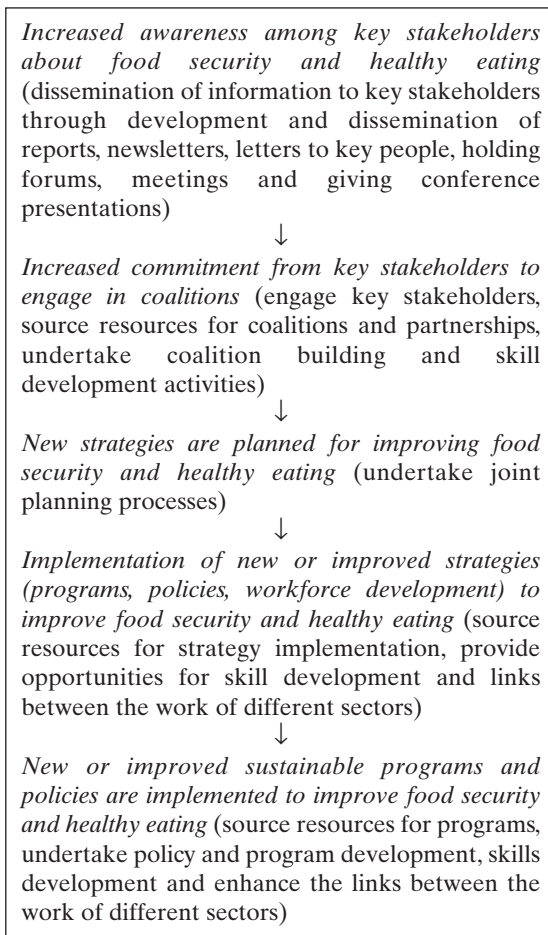 Increased awareness among key stakeholders
about food security and healthy eating
(dissemination of information to key stakeholders
through development and dissemination of
reports, newsletters, letters to key people, holding
forums, meetings and giving conference
presentations)
↓
Increased commitment from key stakeholders to
engage in coalitions (engage key stakeholders,
source resources for coalitions and partnerships,
undertake coalition building and skill
development activities)
↓
New strategies are planned for improving food
security and healthy eating (undertake joint
planning processes)
↓
Implementation of new or improved strategies
(programs, policies, workforce development) to
improve food security and healthy eating (source
resources for strategy implementation, provide
opportunities for skill development and links
between the work of different sectors)
↓
New or improved sustainable programs and
policies are implemented to improve food security
and healthy eating (source resources for programs,
undertake policy and program development, skills
development and enhance the links between the
work of different sectors)